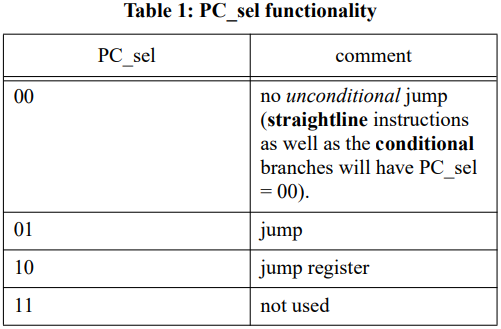 Table 1: PC_sel functionality
PC_sel
comment
00
no unconditional jump
(straightline instructions
as well as the conditional
branches will have PC_sel
= 00).
01
jump
10
jump register
11
not used